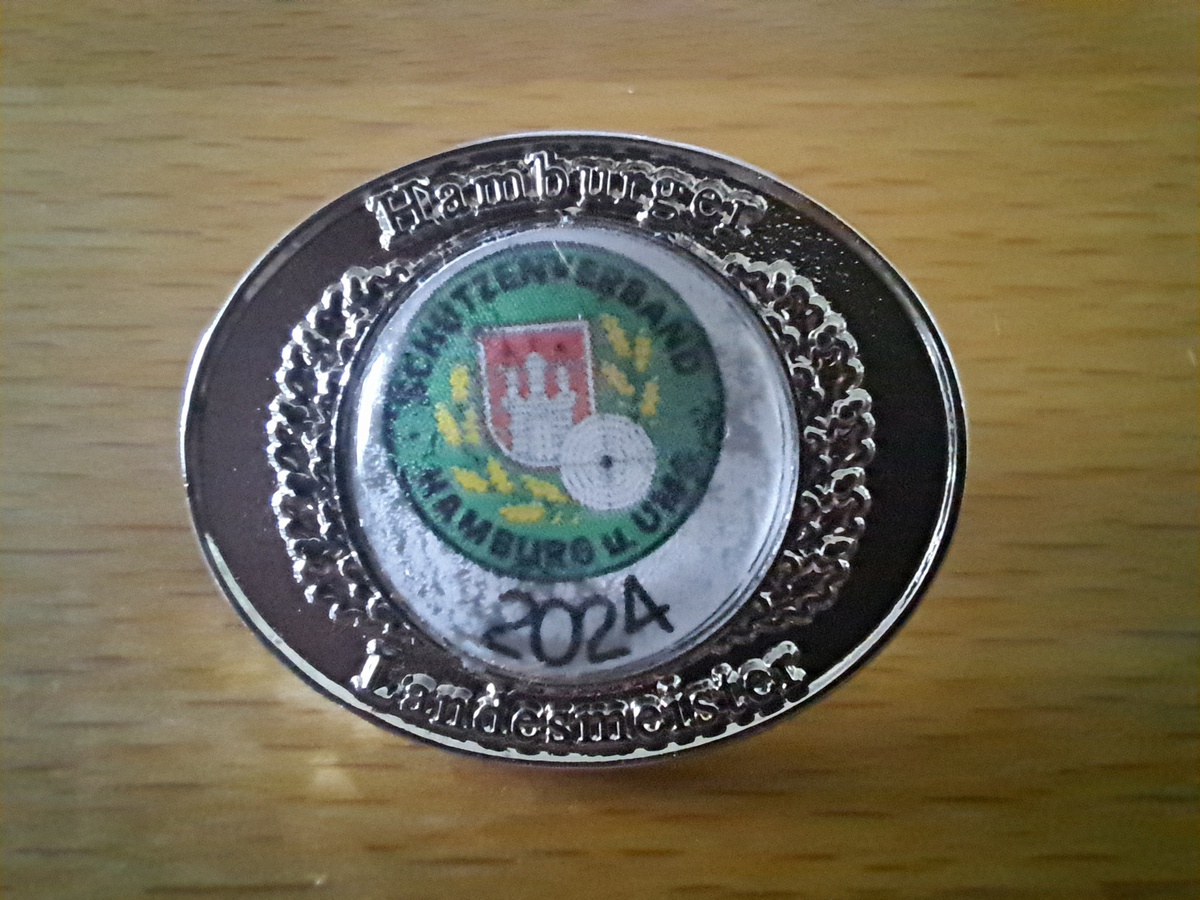 Hamburger
SCHÜTZENVERBAND
HAMBURG u. UMG.
2024
Landesmeister